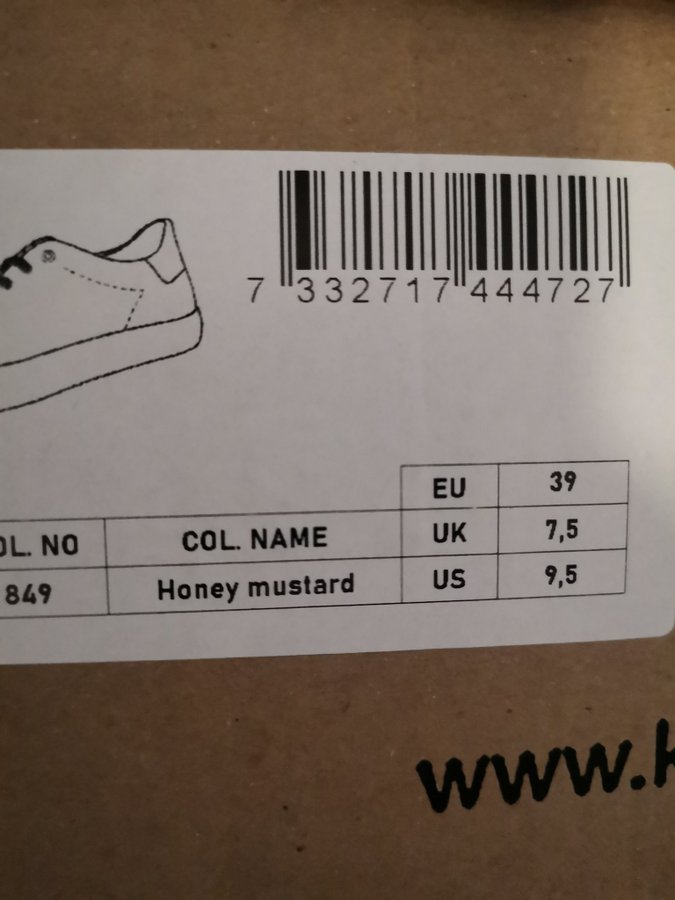 7 332717 444727
EU 39
OL. NO COL. NAME UK 7,5
849 Honey mustard US 9,5
www.k